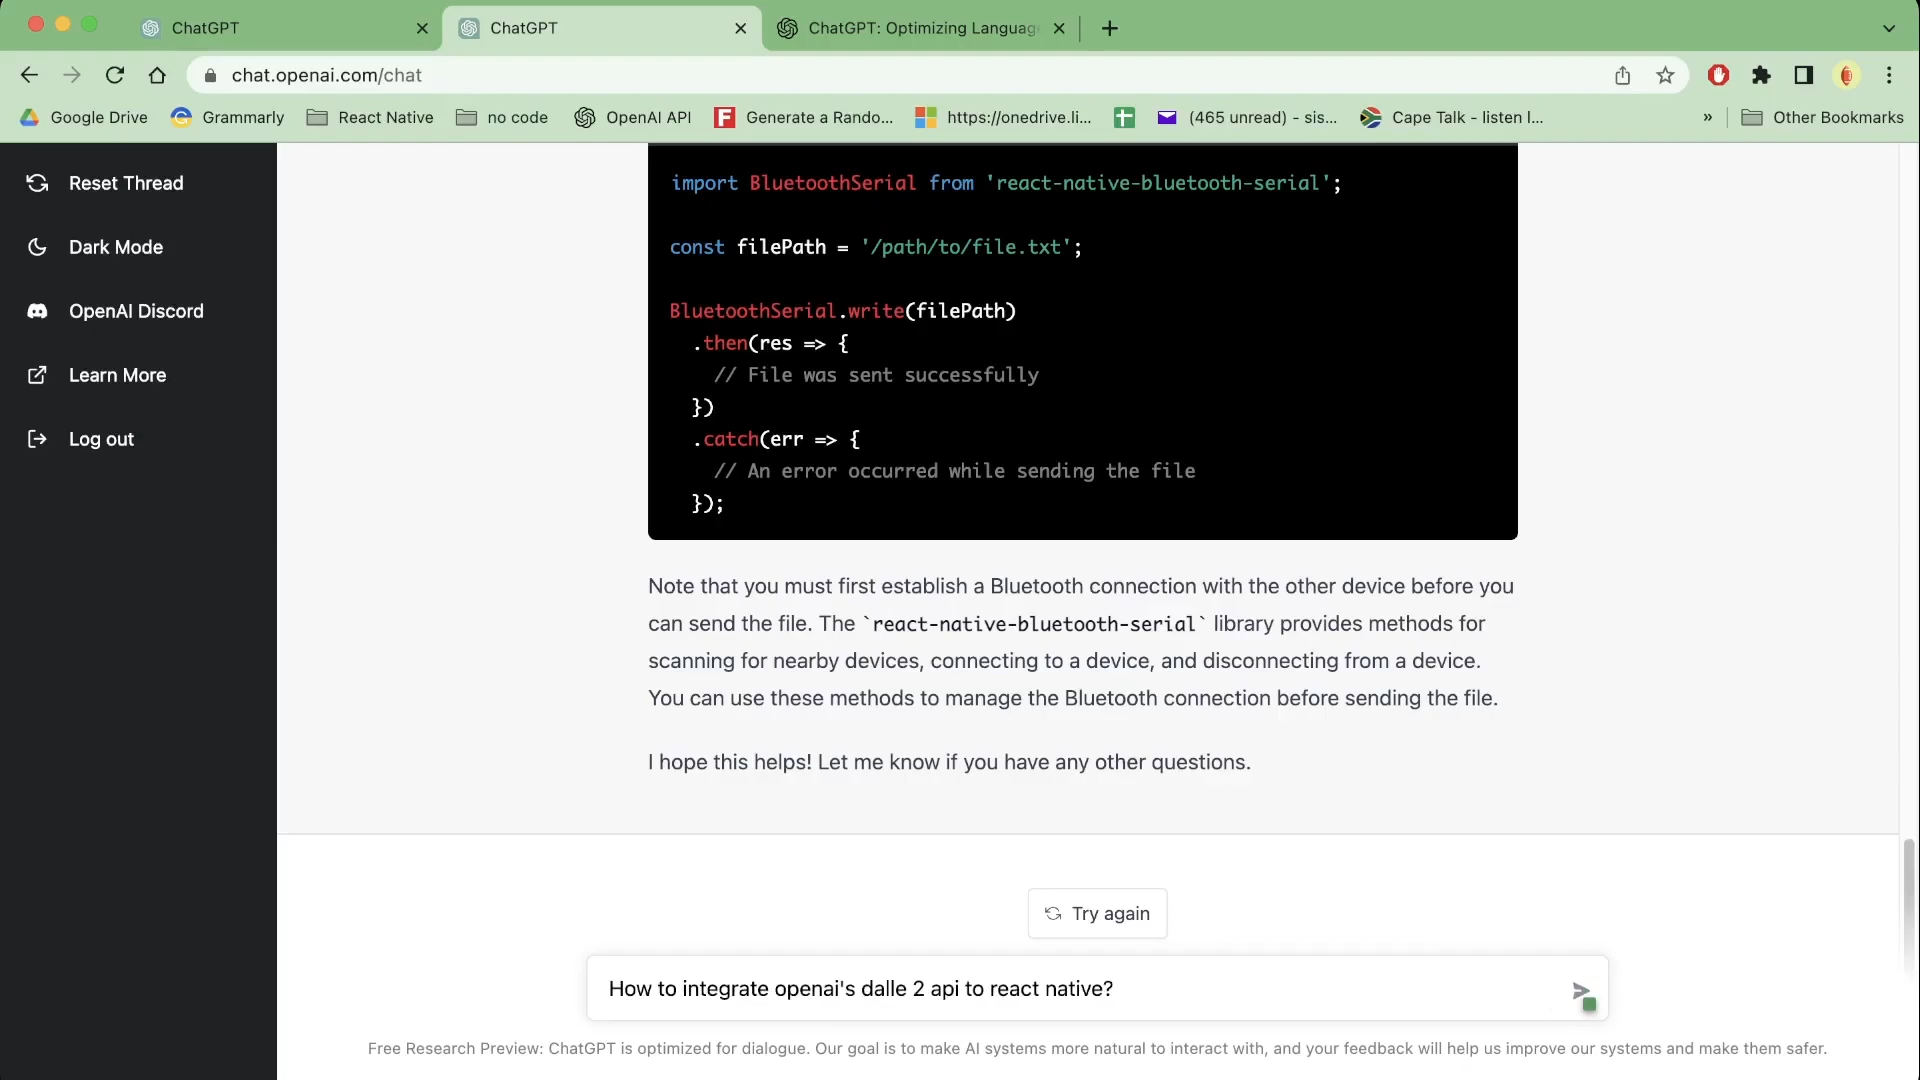 ChatGPT
ChatGPT
ChatGPT: Optimizing Languag
chat.openai.com/chat
Google Drive
Grammarly
React Native
no code
OpenAI API
Generate a Rando...
https://onedrive.li...
(465 unread) - sis...
Cape Talk - listen l...
»
Other Bookmarks
Reset Thread
Dark Mode
OpenAI Discord
Learn More
Log out
import BluetoothSerial from 'react-native-bluetooth-serial';
const filePath = '/path/to/file.txt';
BluetoothSerial.write(filePath)
.then(res => {
// File was sent successfully
})
.catch(err => {
// An error occurred while sending the file
});
Note that you must first establish a Bluetooth connection with the other device before you
can send the file. The `react-native-bluetooth-serial` library provides methods for
scanning for nearby devices, connecting to a device, and disconnecting from a device.
You can use these methods to manage the Bluetooth connection before sending the file.
I hope this helps! Let me know if you have any other questions.
Try again
How to integrate openai's dalle 2 api to react native?
Free Research Preview: ChatGPT is optimized for dialogue. Our goal is to make AI systems more natural to interact with, and your feedback will help us improve our systems and make them safer.